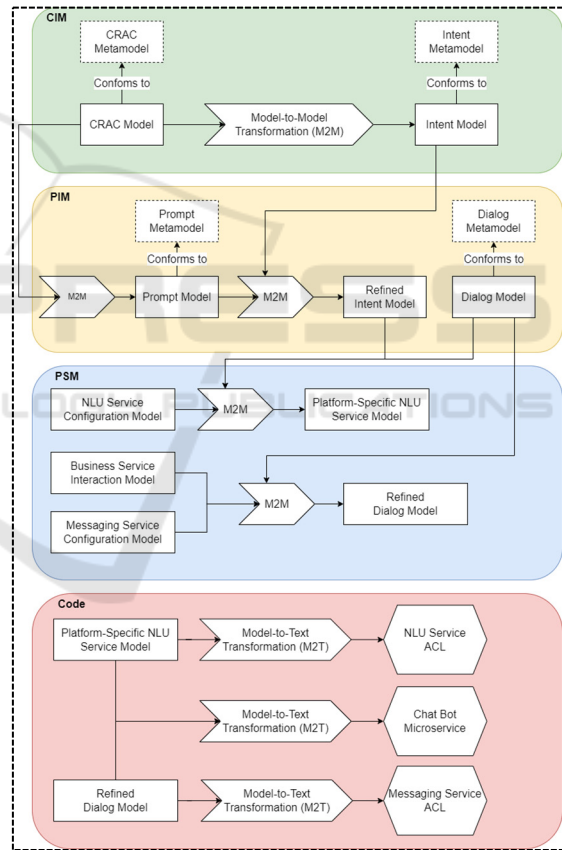 CIM
CRAC
Metamodel
Intent
Metamodel
Conforms to
Conforms to
CRAC Model
Model-to-Model
Transformation (M2M)
Intent Model
PIM
Prompt
Metamodel
Dialog
Metamodel
Conforms to
Conforms to
M2M
Prompt Model
M2M
Refined
Intent Model
Dialog Model
PRESS
PSM
NLU Service
Configuration Model
M2M
Platform-Specific NLU
Service Model
PUBLICATIONS
Business Service
Interaction Model
M2M
Refined
Dialog Model
Messaging Service
Configuration Model
Code
Platform-Specific NLU
Service Model
Model-to-Text
Transformation (M2T)
NLU Service
ACL
Model-to-Text
Transformation (M2T)
Chat Bot
Microservice
Refined
Dialog Model
Model-to-Text
Transformation (M2T)
Messaging Service
ACL